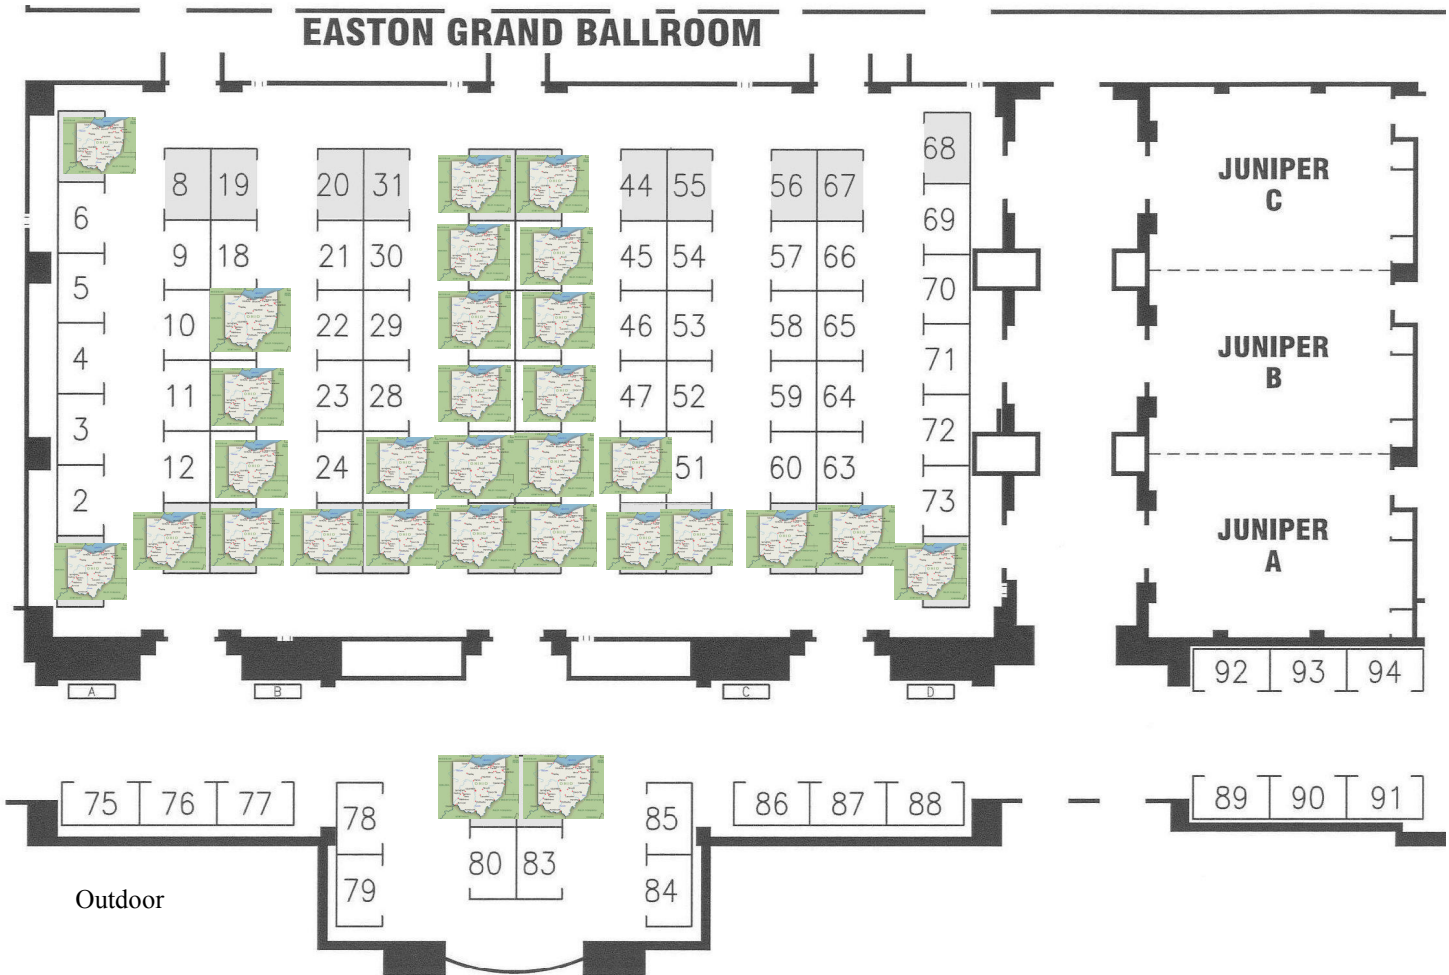 EASTON GRAND BALLROOM
68
8 19 20 31 44 55 56 67
JUNIPER
C
6 69
9 18 21 30 45 54 57 66
5 70
10 22 29 46 53 58 65
4 71
JUNIPER
B
11 23 28 47 52 59 64
3 72
12 24 51 60 63
2 73
JUNIPER
A
92 93 94
A B C D
75 76 77 78 85 86 87 88 89 90 91
80 83
79 84
Outdoor